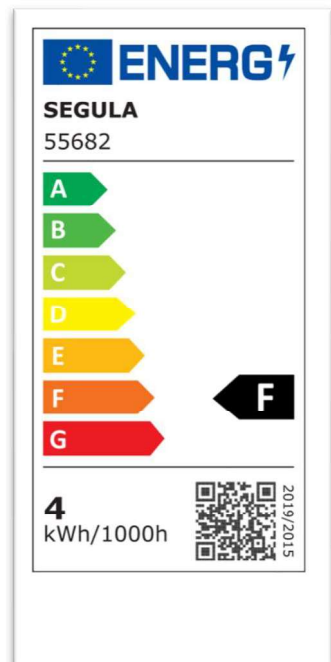 ENERG
SEGULA
55682
A
B
C
D
E
F
F
G
4
kWh/1000h
2019/2015